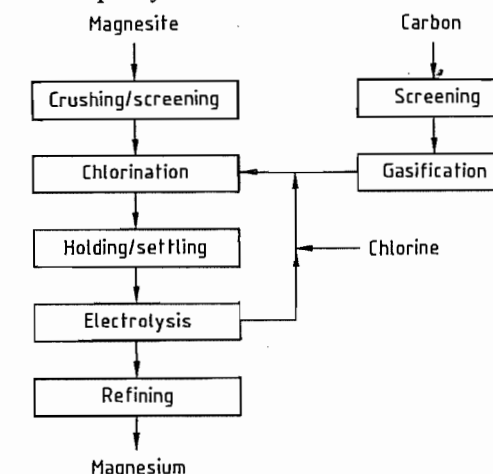 Magnesite
Carbon
Crushing/screening
Screening
Chlorination
Gasification
Holding/settling
Chlorine
Electrolysis
Refining
Magnesium